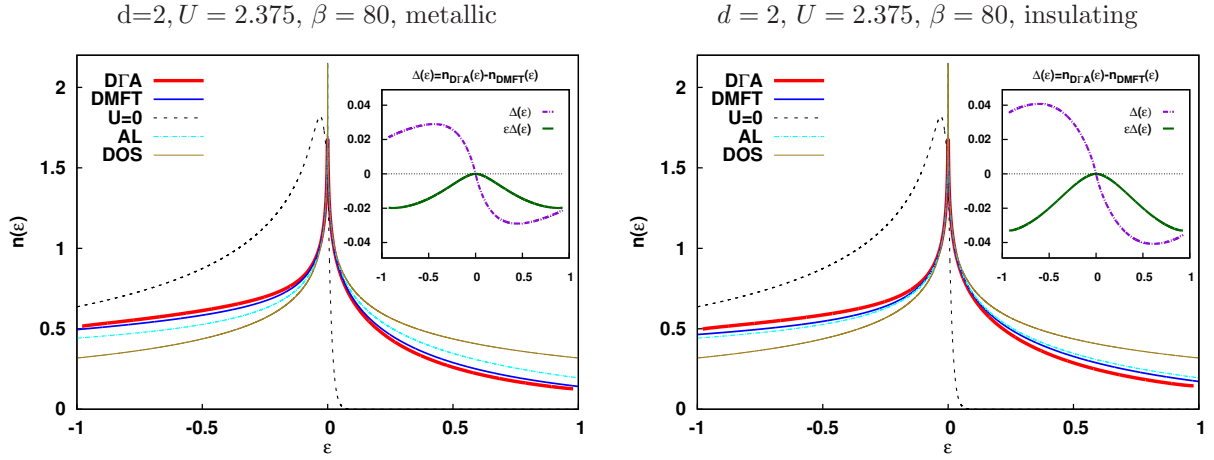 d=2, U = 2.375, β = 80, metallic
n(ε)
2
1.5
1
0.5
0
-1
-0.5
0
0.5
1
ε
DΓA
DMFT
U=0
AL
DOS
Δ(ε)=n_DΓA(ε)-n_DMFT(ε)
0.04
0.02
0
-0.02
-0.04
-1
-0.5
0
0.5
1
Δ(ε)
εΔ(ε)
d = 2, U = 2.375, β = 80, insulating
n(ε)
2
1.5
1
0.5
0
-1
-0.5
0
0.5
1
ε
DΓA
DMFT
U=0
AL
DOS
Δ(ε)=n_DΓA(ε)-n_DMFT(ε)
0.04
0.02
0
-0.02
-0.04
-1
-0.5
0
0.5
1
Δ(ε)
εΔ(ε)